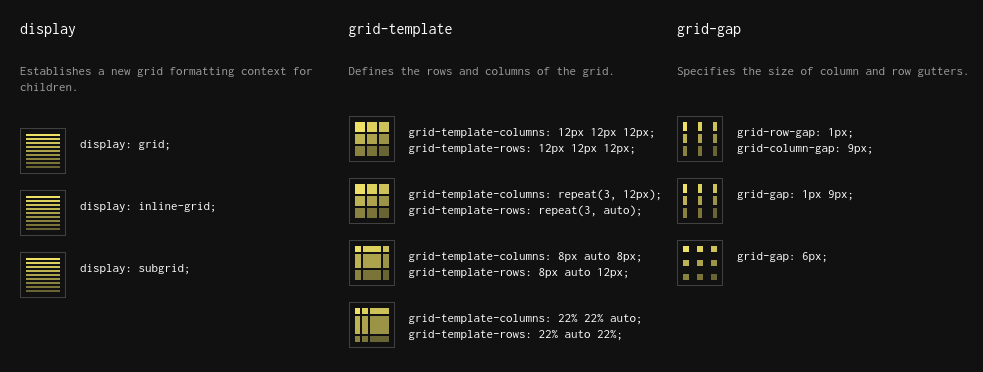 display
Establishes a new grid formatting context for
children.
display: grid;
display: inline-grid;
display: subgrid;
grid-template
Defines the rows and columns of the grid.
grid-template-columns: 12px 12px 12px;
grid-template-rows: 12px 12px 12px;
grid-template-columns: repeat(3, 12px);
grid-template-rows: repeat(3, auto);
grid-template-columns: 8px auto 8px;
grid-template-rows: 8px auto 12px;
grid-template-columns: 22% 22% auto;
grid-template-rows: 22% auto 22%;
grid-gap
Specifies the size of column and row gutters.
grid-row-gap: 1px;
grid-column-gap: 9px;
grid-gap: 1px 9px;
grid-gap: 6px;